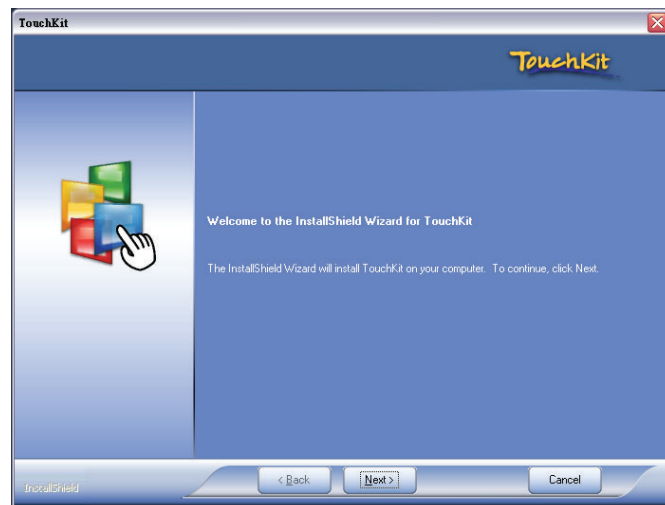 TouchKit
TouchKit
Welcome to the InstallShield Wizard for TouchKit
The InstallShield Wizard will install TouchKit on your computer. To continue, click Next.
InstallShield
< Back
Next >
Cancel